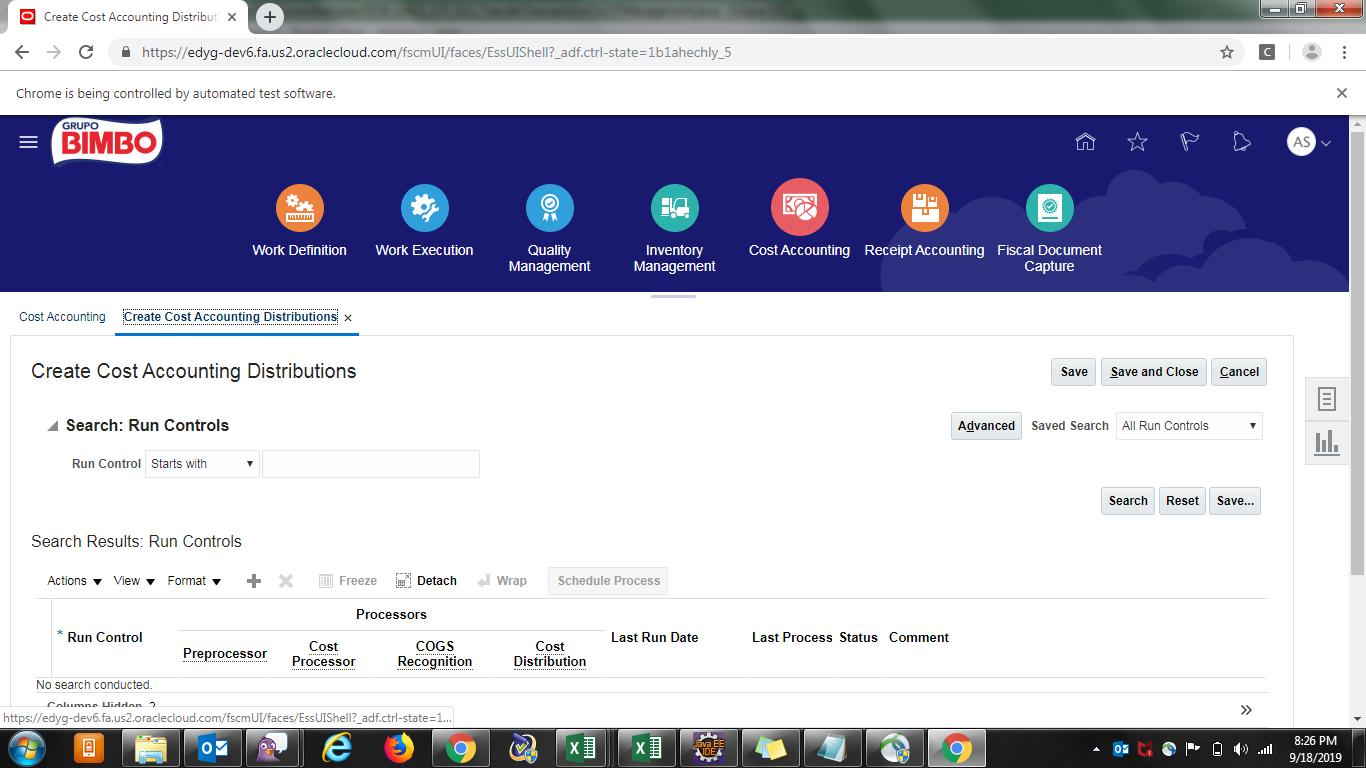 Create Cost Accounting Distribut
https://edyg-dev6.fa.us2.oraclecloud.com/fscmUI/faces/EssUIShell?_adf.ctrl-state=1b1ahechly_5
C
Chrome is being controlled by automated test software.
GRUPO
BIMBO
AS
Work Definition
Work Execution
Quality Management
Inventory Management
Cost Accounting
Receipt Accounting
Fiscal Document Capture
Cost Accounting
Create Cost Accounting Distributions
Create Cost Accounting Distributions
Save
Save and Close
Cancel
Search: Run Controls
Advanced
Saved Search
All Run Controls
Run Control
Starts with
Search
Reset
Save...
Search Results: Run Controls
Actions
View
Format
Freeze
Detach
Wrap
Schedule Process
* Run Control
Processors
Preprocessor
Cost Processor
COGS Recognition
Cost Distribution
Last Run Date
Last Process
Status
Comment
No search conducted.
Columns Hidden 2
https://edyg-dev6.fa.us2.oraclecloud.com/fscmUI/faces/EssUIShell?_adf.ctrl-state=1...
Java EE
IDE
8:26 PM
9/18/2019